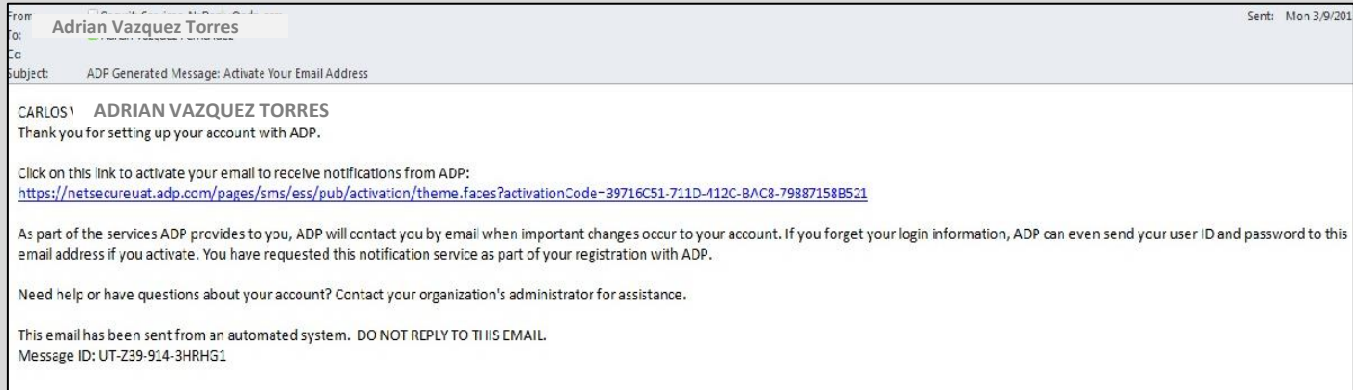 From
Adrian Vazquez Torres
Sent: Mon 3/9/201
To:
Cc
Subject: ADP Generated Message: Activate Your Email Address
CARLOS ADRIAN VAZQUEZ TORRES
Thank you for setting up your account with ADP.
Click on this link to activate your email to receive notifications from ADP:
https://netsecureuat.adp.com/pages/sms/ess/pub/activation/theme.faces?activationCode=39716C51-711D-412C-BAC8-79887158B521
As part of the services ADP provides to you, ADP will contact you by email when important changes occur to your account. If you forget your login information, ADP can even send your user ID and password to this
email address if you activate. You have requested this notification service as part of your registration with ADP.
Need help or have questions about your account? Contact your organization's administrator for assistance.
This email has been sent from an automated system. DO NOT REPLY TO THIS EMAIL.
Message ID: UT-Z39-914-3HRHG1